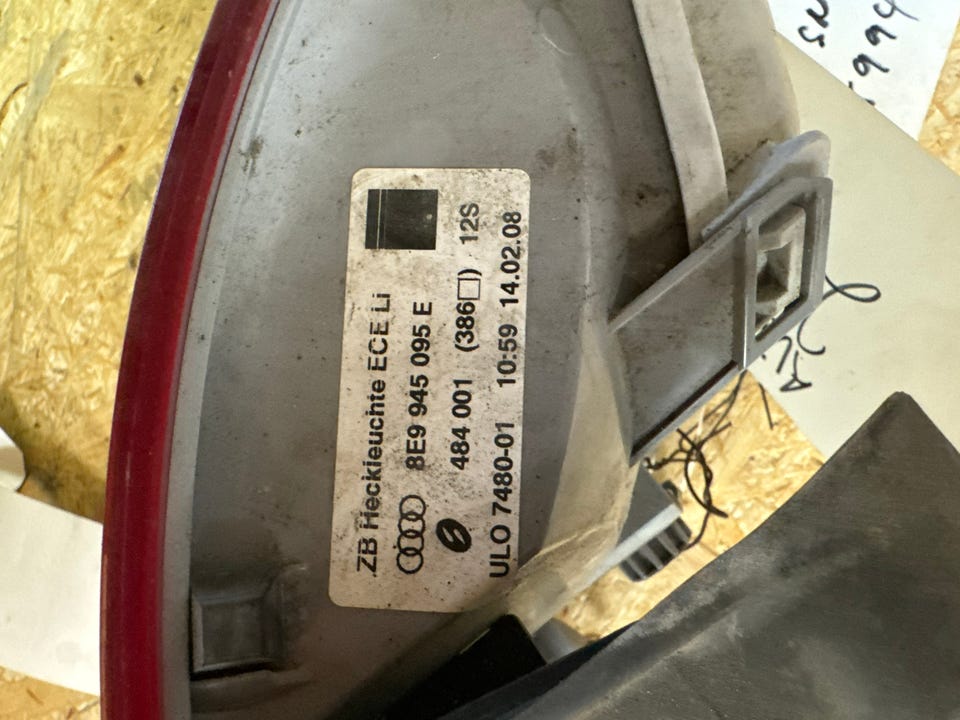 ZB Heckleuchte ECE Li
8E9 945 095 E
484 001 (386□) 12S
ULO 7480-01 10:59 14.02.08